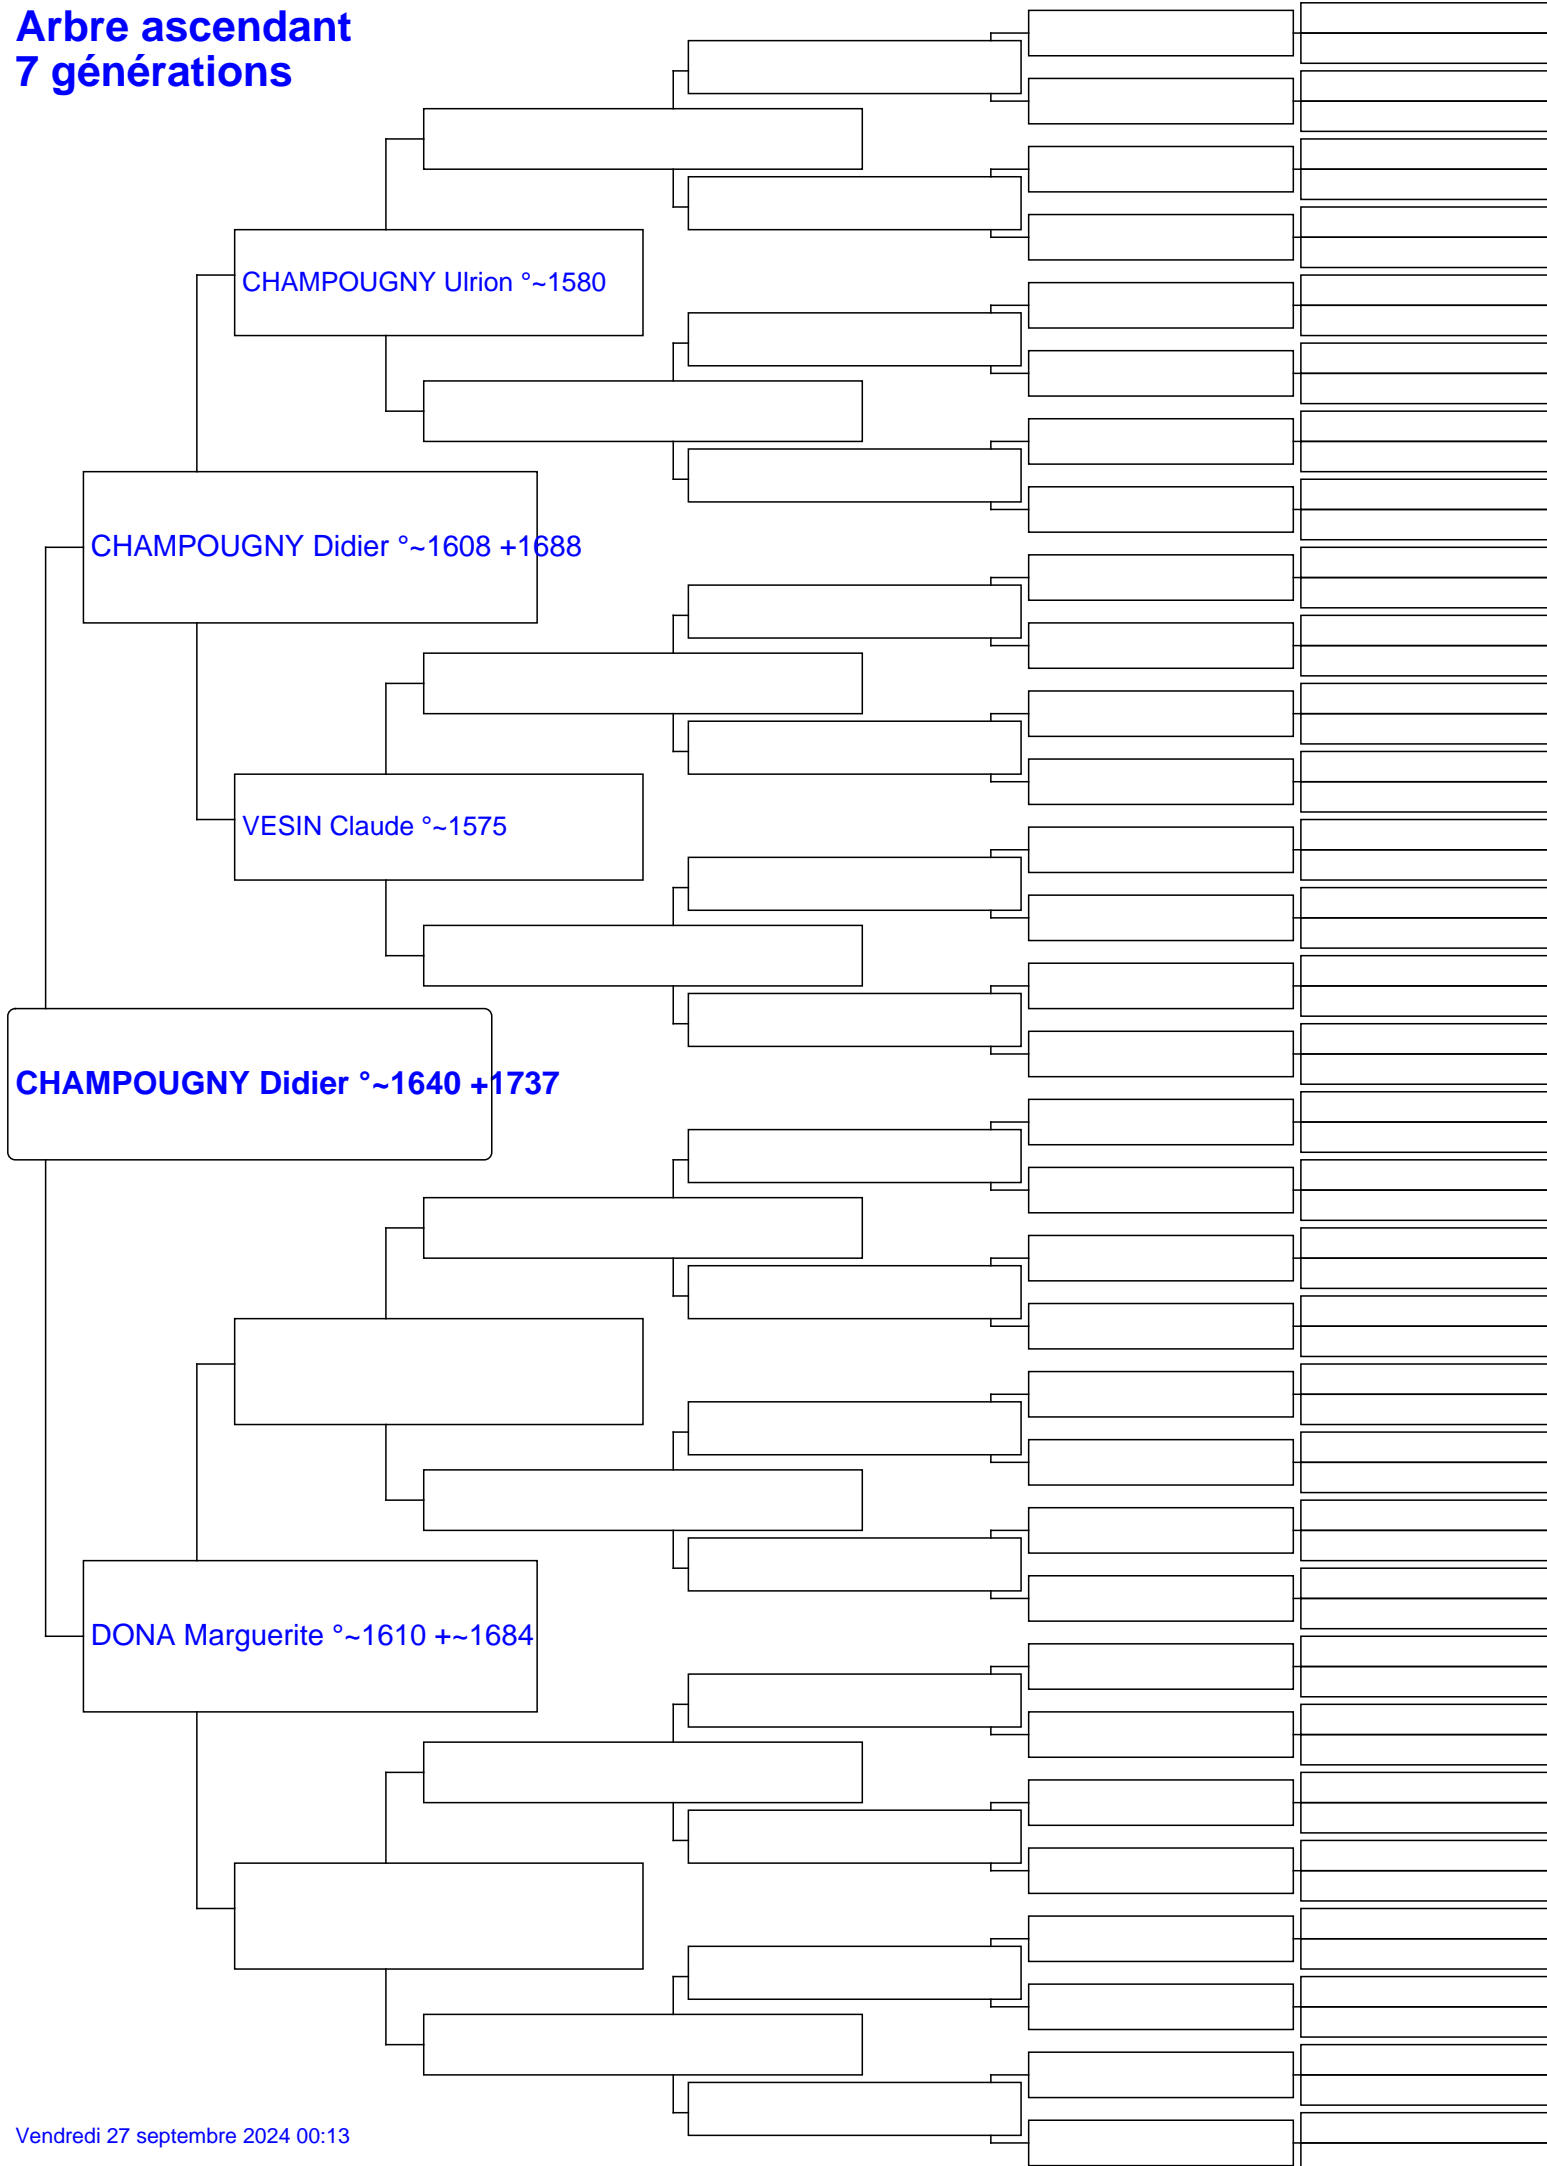 Arbre ascendant
7 générations
CHAMPOUGNY Ulrion °~1580
CHAMPOUGNY Didier °~1608 +1688
VESIN Claude °~1575
CHAMPOUGNY Didier °~1640 +1737
DONA Marguerite °~1610 +~1684
Vendredi 27 septembre 2024 00:13